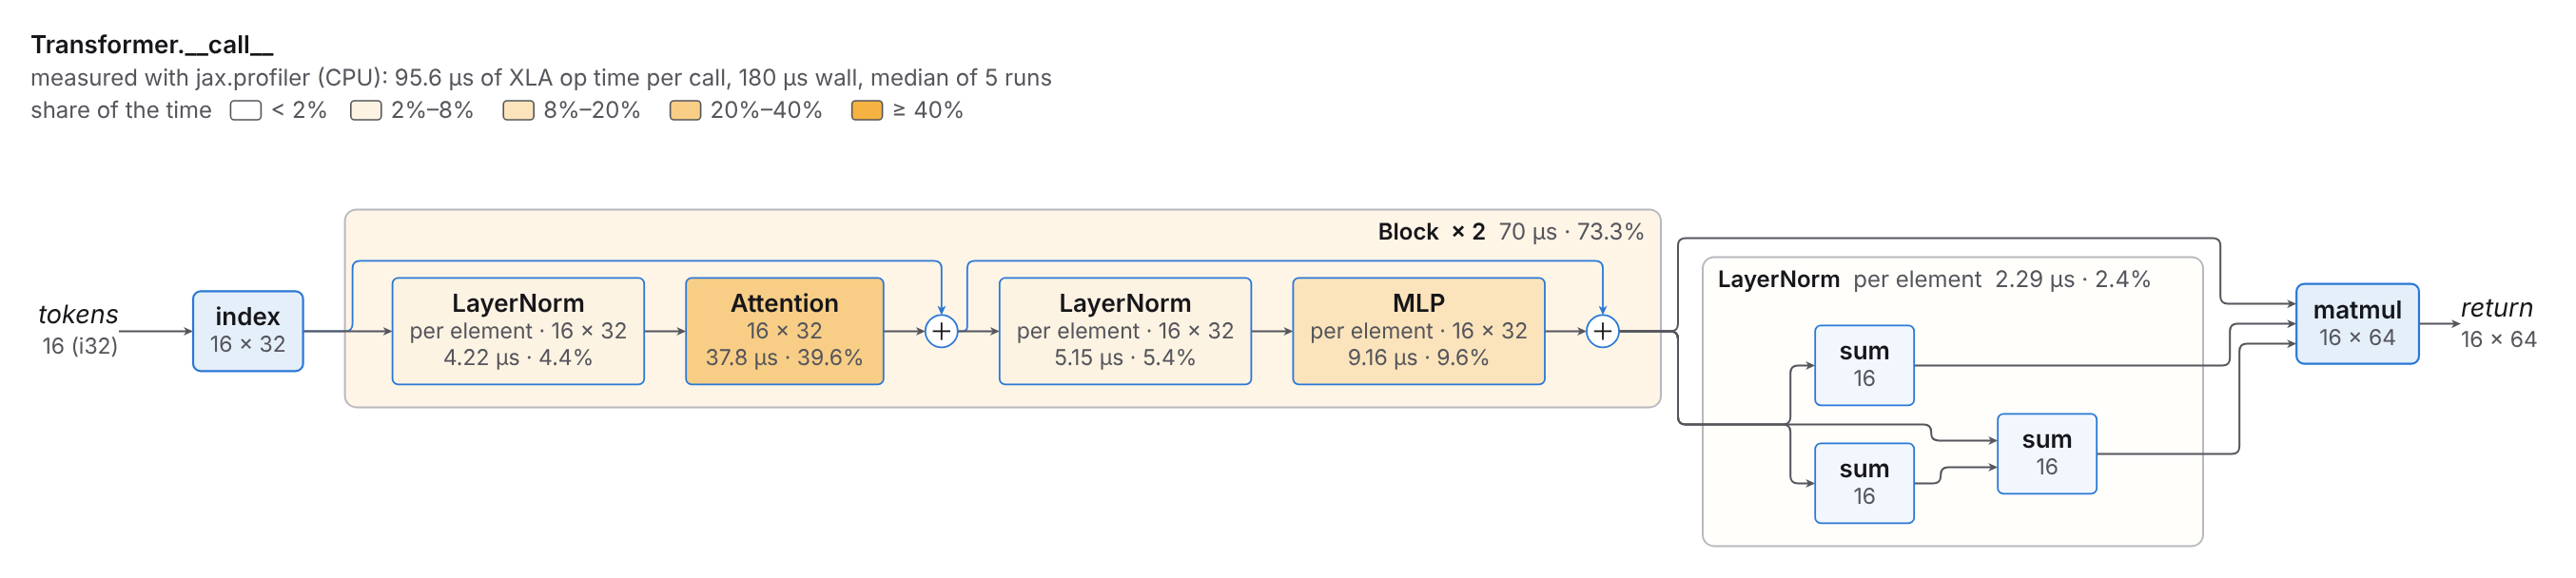 Transformer.__call__
measured with jax.profiler (CPU): 95.6 µs of XLA op time per call, 180 µs wall, median of 5 runs
share of the time < 2% 2%–8% 8%–20% 20%–40% ≥ 40%
Block × 2 70 µs · 73.3%
tokens
16 (i32)
index
16 × 32
LayerNorm
per element · 16 × 32
4.22 µs · 4.4%
Attention
16 × 32
37.8 µs · 39.6%
+
LayerNorm
per element · 16 × 32
5.15 µs · 5.4%
MLP
per element · 16 × 32
9.16 µs · 9.6%
+
LayerNorm per element 2.29 µs · 2.4%
sum
16
sum
16
sum
16
matmul
16 × 64
return
16 × 64